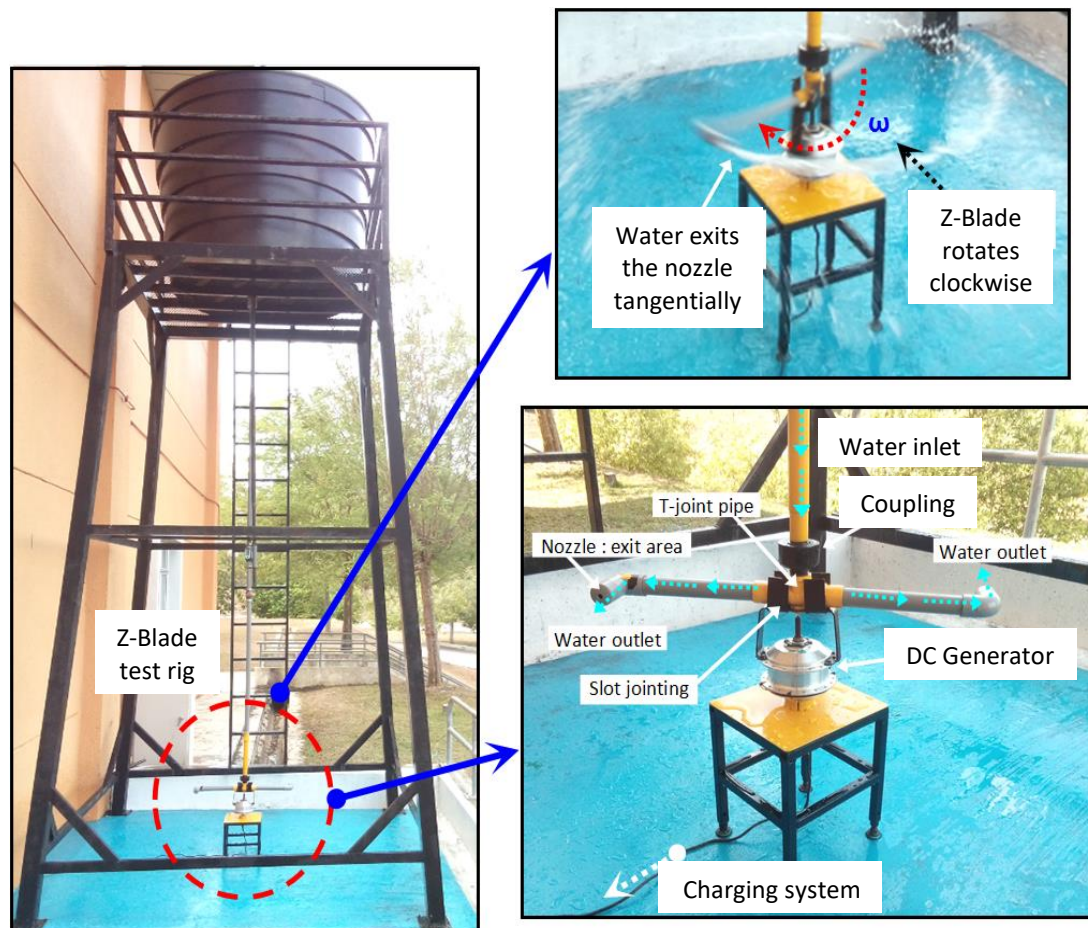 Z-Blade
test rig
ω
Water exits
the nozzle
tangentially
Z-Blade
rotates
clockwise
Water inlet
Coupling
T-joint pipe
Nozzle : exit area
Water outlet
Water outlet
DC Generator
Slot jointing
Charging system